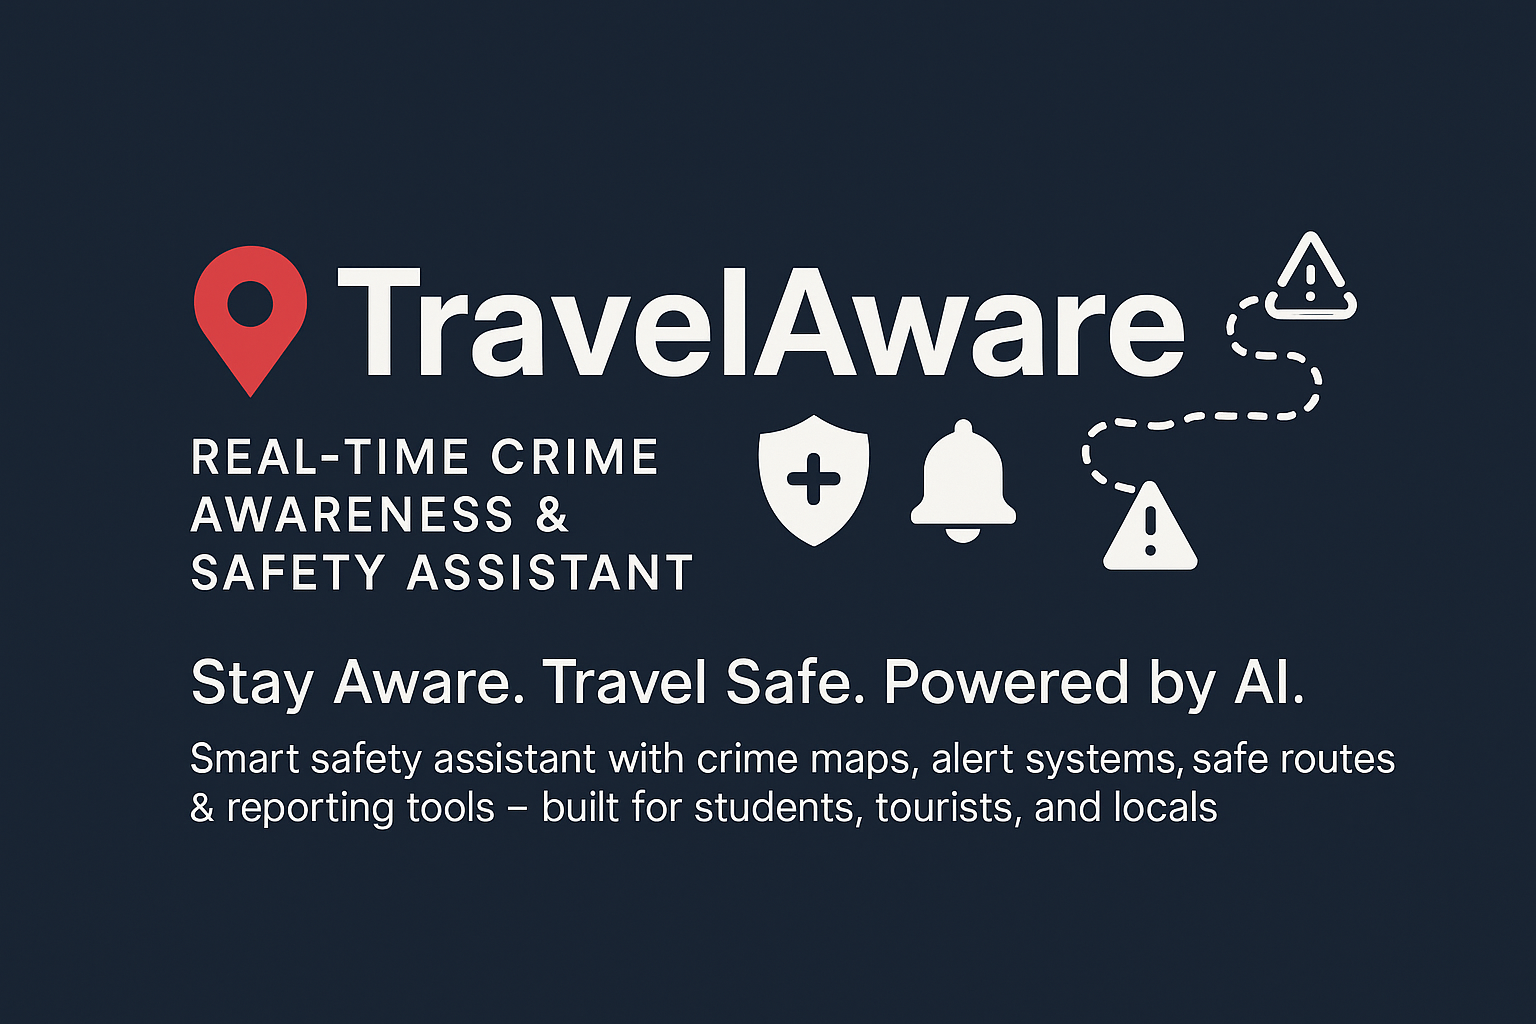 TravelAware
REAL-TIME CRIME
AWARENESS &
SAFETY ASSISTANT
Stay Aware. Travel Safe. Powered by AI.
Smart safety assistant with crime maps, alert systems, safe routes
& reporting tools – built for students, tourists, and locals